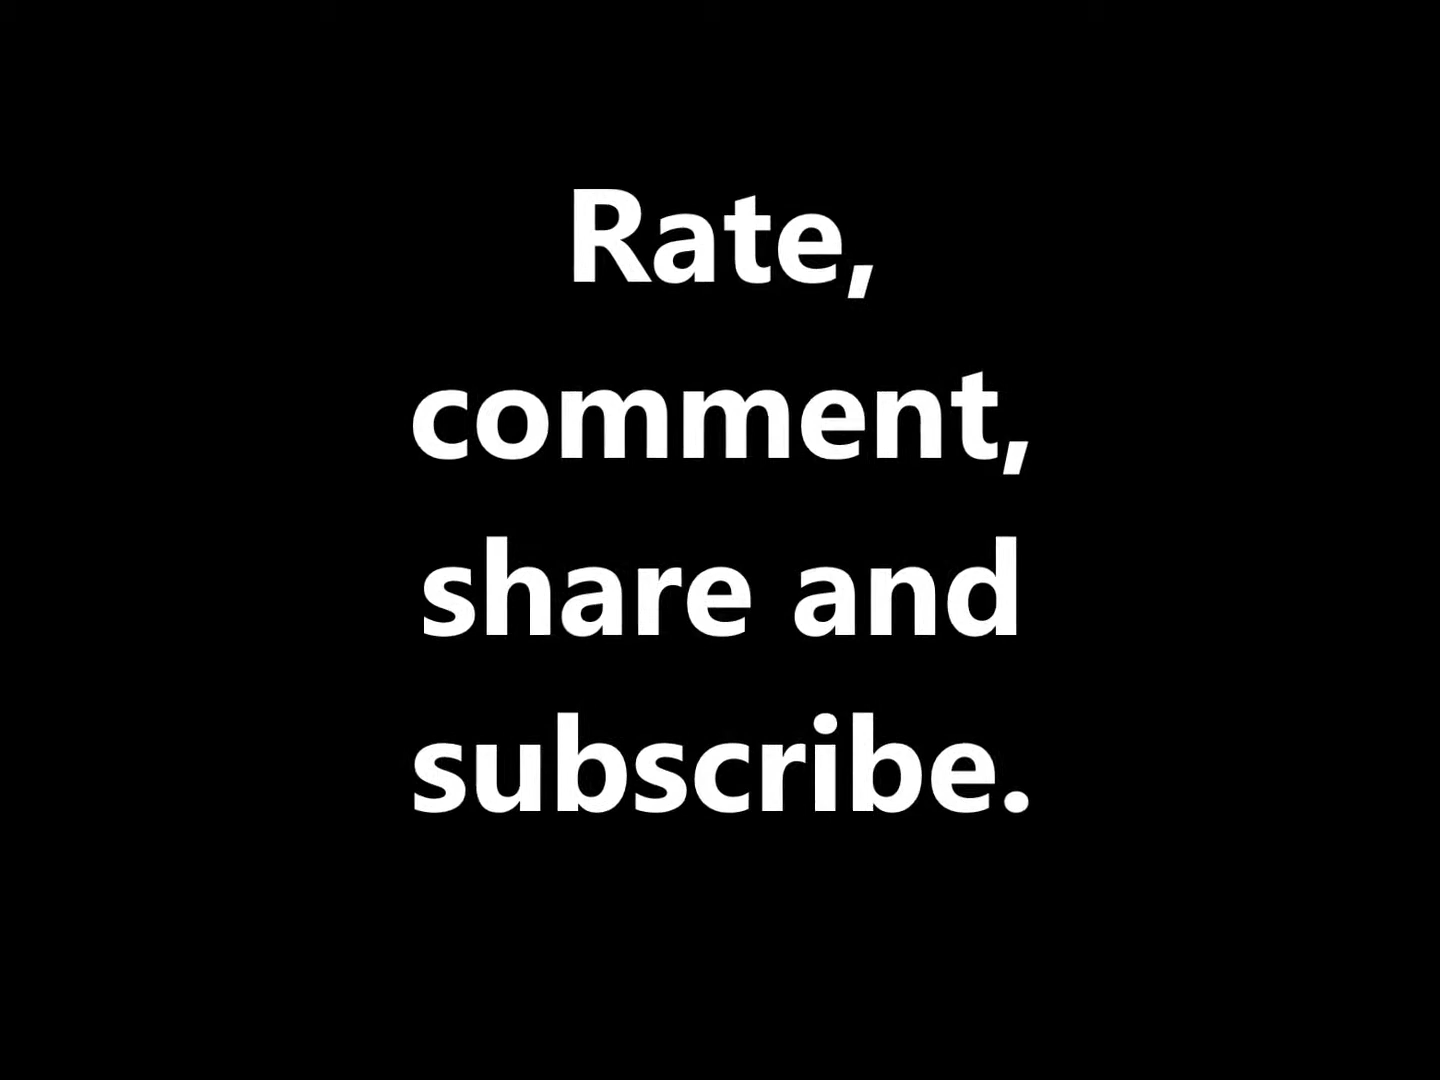 Rate,
comment,
share and
subscribe.